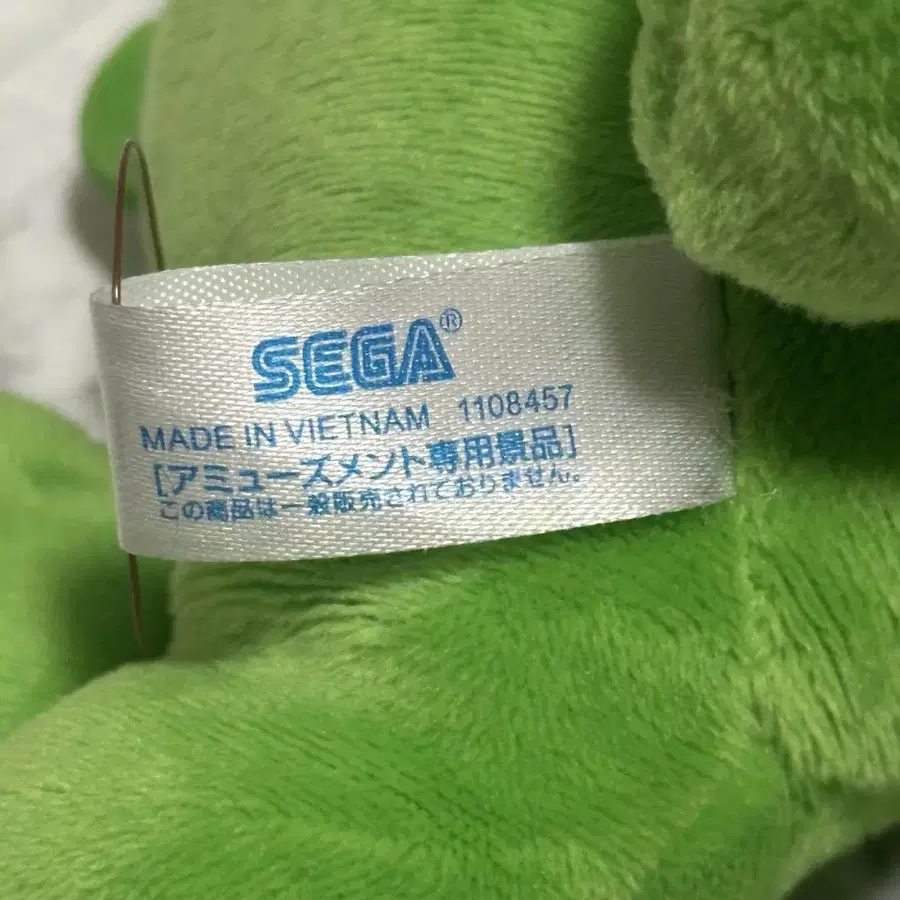 SEGA®
MADE IN VIETNAM 1108457
[アミューズメント専用景品]
この商品は一般販売されておりません。